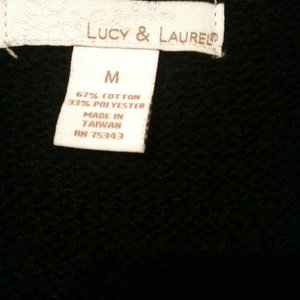 LUCY & LAUREL®
M
67% COTTON
33% POLYESTER
MADE IN
TAIWAN
RN 75343